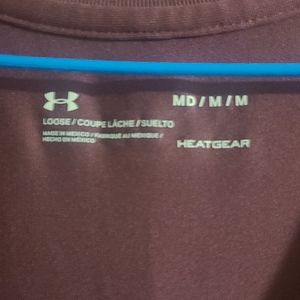 MD / M / M
LOOSE / COUPE LÂCHE / SUELTO
MADE IN MEXICO / FABRIQUÉ AU MEXIQUE /
HECHO EN MÉXICO
HEATGEAR